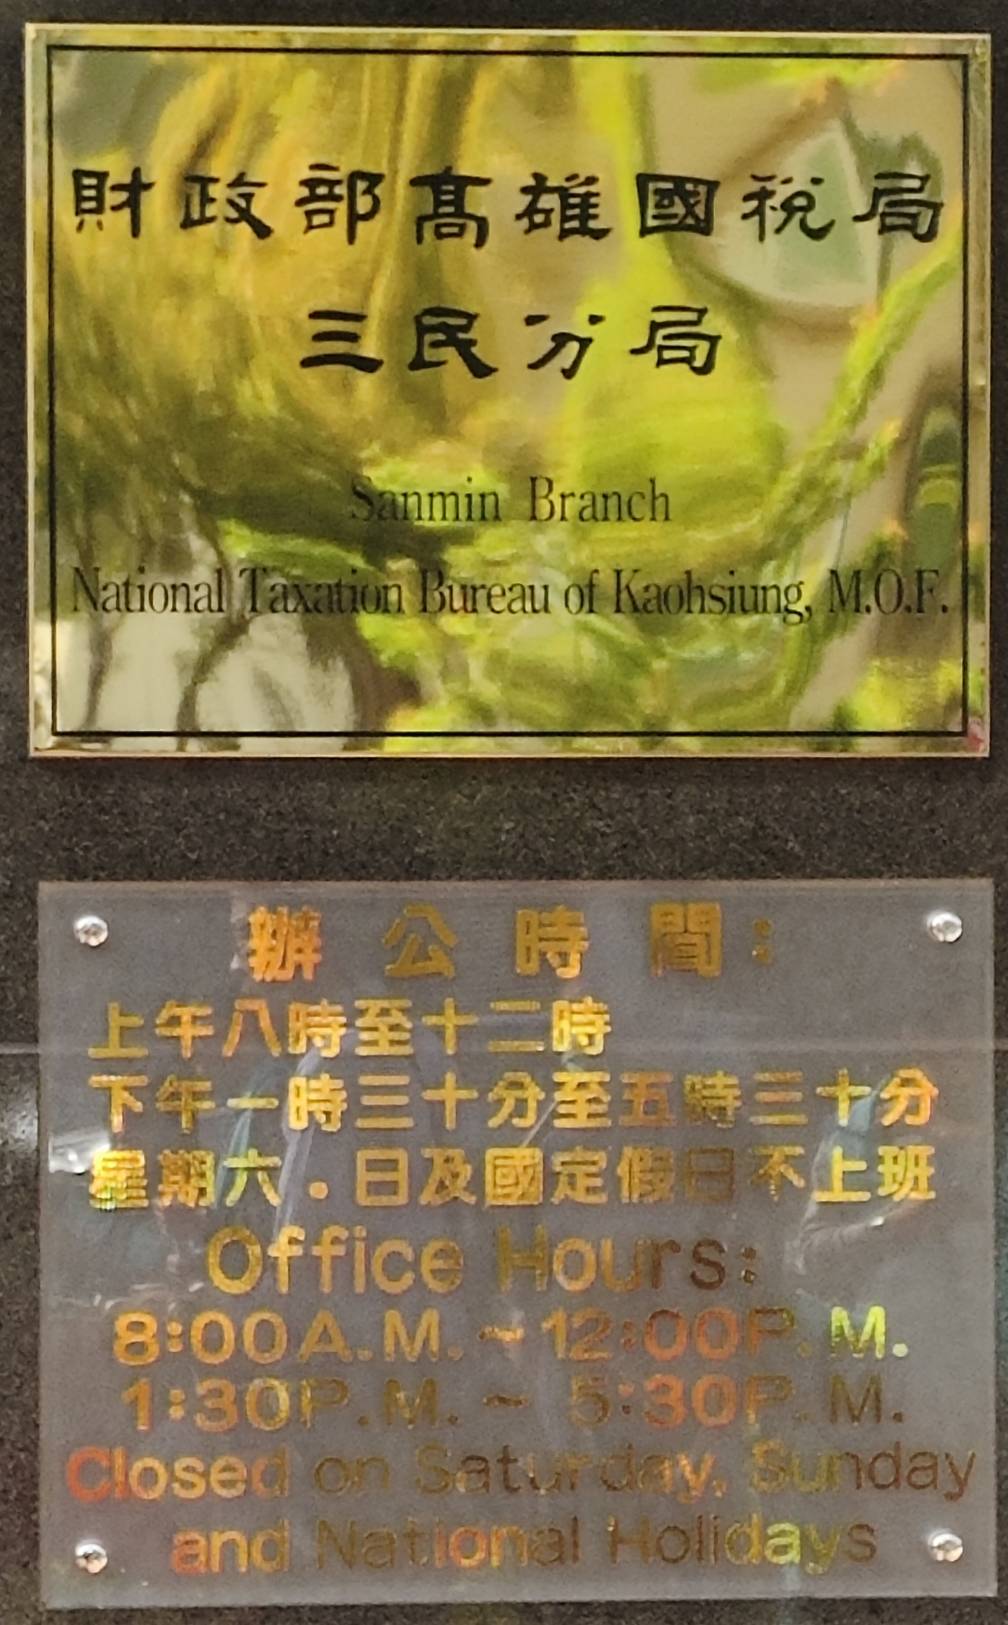 財政部高雄國稅局
三民分局
Sanmin Branch
National Taxation Bureau of Kaohsiung, M.O.F.
辦公時間:
上午八時至十二時
下午一時三十分至五時三十分
星期六.日及國定假日不上班
Office Hours:
8:00A.M.~12:00P.M.
1:30P.M.~ 5:30P.M.
Closed on Saturday, Sunday
and National Holidays